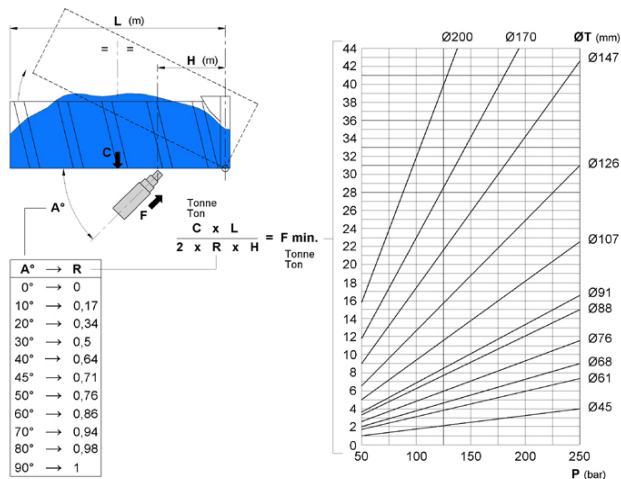 L (m)
= =
H (m)
C
A°
F
Tonne
Ton
C x L
2 x R x H
= F min.
Tonne
Ton
A° → R
0° → 0
10° → 0,17
20° → 0,34
30° → 0,5
40° → 0,64
45° → 0,71
50° → 0,76
60° → 0,86
70° → 0,94
80° → 0,98
90° → 1
Ø200
Ø170
ØT (mm)
44
42
40
38
36
34
32
30
28
26
24
22
20
18
16
14
12
10
8
6
4
2
0
Ø147
Ø126
Ø107
Ø91
Ø88
Ø76
Ø68
Ø61
Ø45
50 100 150 200 250
P (bar)